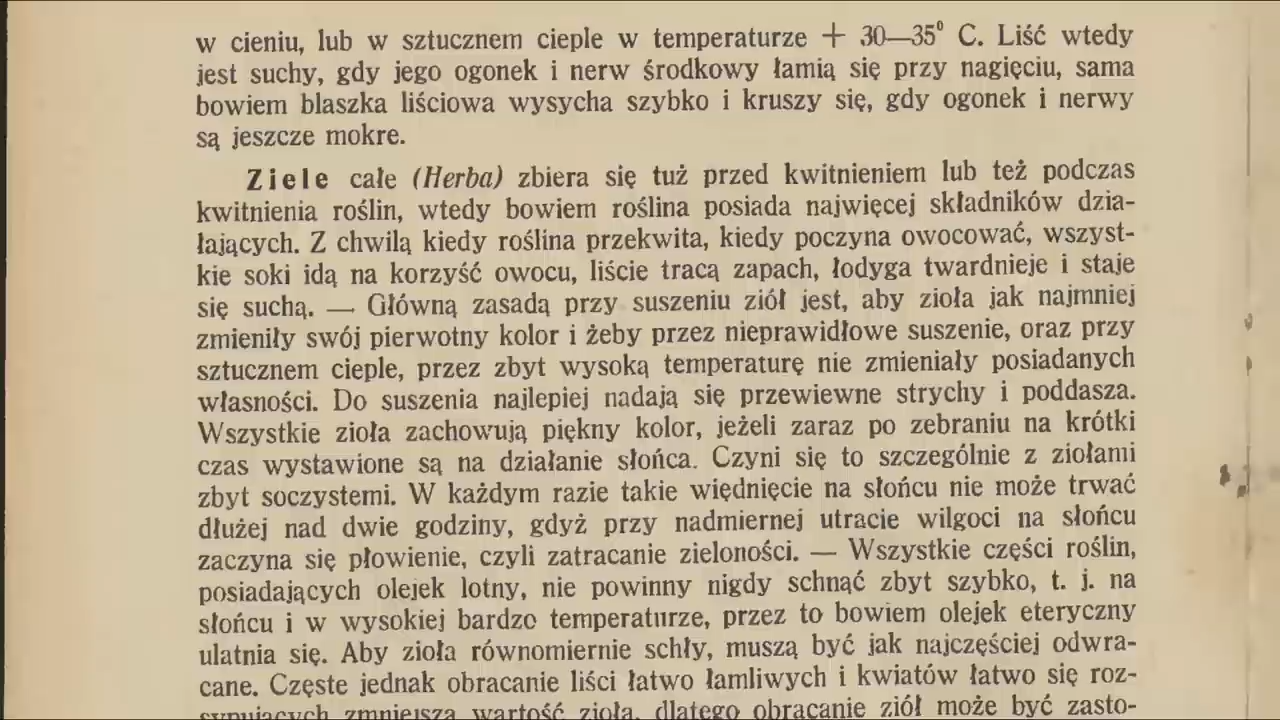 w cieniu, lub w sztucznem cieple w temperaturze + 30—35° C. Liść wtedy
jest suchy, gdy jego ogonek i nerw środkowy łamią się przy nagięciu, sama
bowiem blaszka liściowa wysycha szybko i kruszy się, gdy ogonek i nerwy
są jeszcze mokre.
Ziele całe (Herba) zbiera się tuż przed kwitnieniem lub też podczas
kwitnienia roślin, wtedy bowiem roślina posiada najwięcej składników dzia-
łających. Z chwilą kiedy roślina przekwita, kiedy poczyna owocować, wszyst-
kie soki idą na korzyść owocu, liście tracą zapach, łodyga twardnieje i staje
się suchą. — Główną zasadą przy suszeniu ziół jest, aby zioła jak najmniej
zmieniły swój pierwotny kolor i żeby przez nieprawidłowe suszenie, oraz przy
sztucznem cieple, przez zbyt wysoką temperaturę nie zmieniały posiadanych
własności. Do suszenia najlepiej nadają się przewiewne strychy i poddasza.
Wszystkie zioła zachowują piękny kolor, jeżeli zaraz po zebraniu na krótki
czas wystawione są na działanie słońca. Czyni się to szczególnie z ziołami
zbyt soczystemi. W każdym razie takie więdnięcie na słońcu nie może trwać
dłużej nad dwie godziny, gdyż przy nadmiernej utracie wilgoci na słońcu
zaczyna się płowienie, czyli zatracanie zieloności. — Wszystkie części roślin,
posiadających olejek lotny, nie powinny nigdy schnąć zbyt szybko, t. j. na
słońcu i w wysokiej bardzo temperaturze, przez to bowiem olejek eteryczny
ulatnia się. Aby zioła równomiernie schły, muszą być jak najczęściej odwra-
cane. Częste jednak obracanie liści łatwo łamliwych i kwiatów łatwo się roz-
sypujących zmniejsza wartość zioła, dlatego obracanie ziół może być zasto-